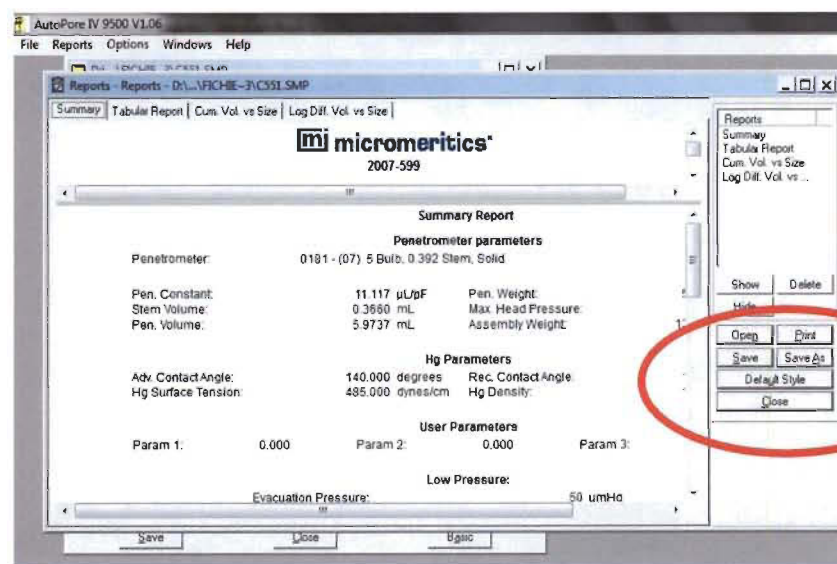 AutoPore IV 9500 V1.06
File Reports Options Windows Help
Reports - Reports - D:\...\FICHIE~3\C551.SMP
Summary Tabular Report Cum. Vol. vs Size Log Diff. Vol. vs Size
mi micromeritics®
2007-599
Summary Report
Penetrometer parameters
Penetrometer: 0181 - (07) 5 Bulb, 0.392 Stem, Solid
Pen. Constant: 11.117 µL/pF Pen. Weight:
Stem Volume: 0.3660 mL Max. Head Pressure:
Pen. Volume: 5.9737 mL Assembly Weight:
Hg Parameters
Adv. Contact Angle: 140.000 degrees Rec. Contact Angle:
Hg Surface Tension: 485.000 dynes/cm Hg Density:
User Parameters
Param 1: 0.000 Param 2: 0.000 Param 3:
Low Pressure:
Evacuation Pressure: 50 umHg
Save Close Basic
Reports
Summary
Tabular Report
Cum. Vol. vs Size
Log Diff. Vol. vs ...
Show Delete
Hide
Open Print
Save Save As
Default Style
Close